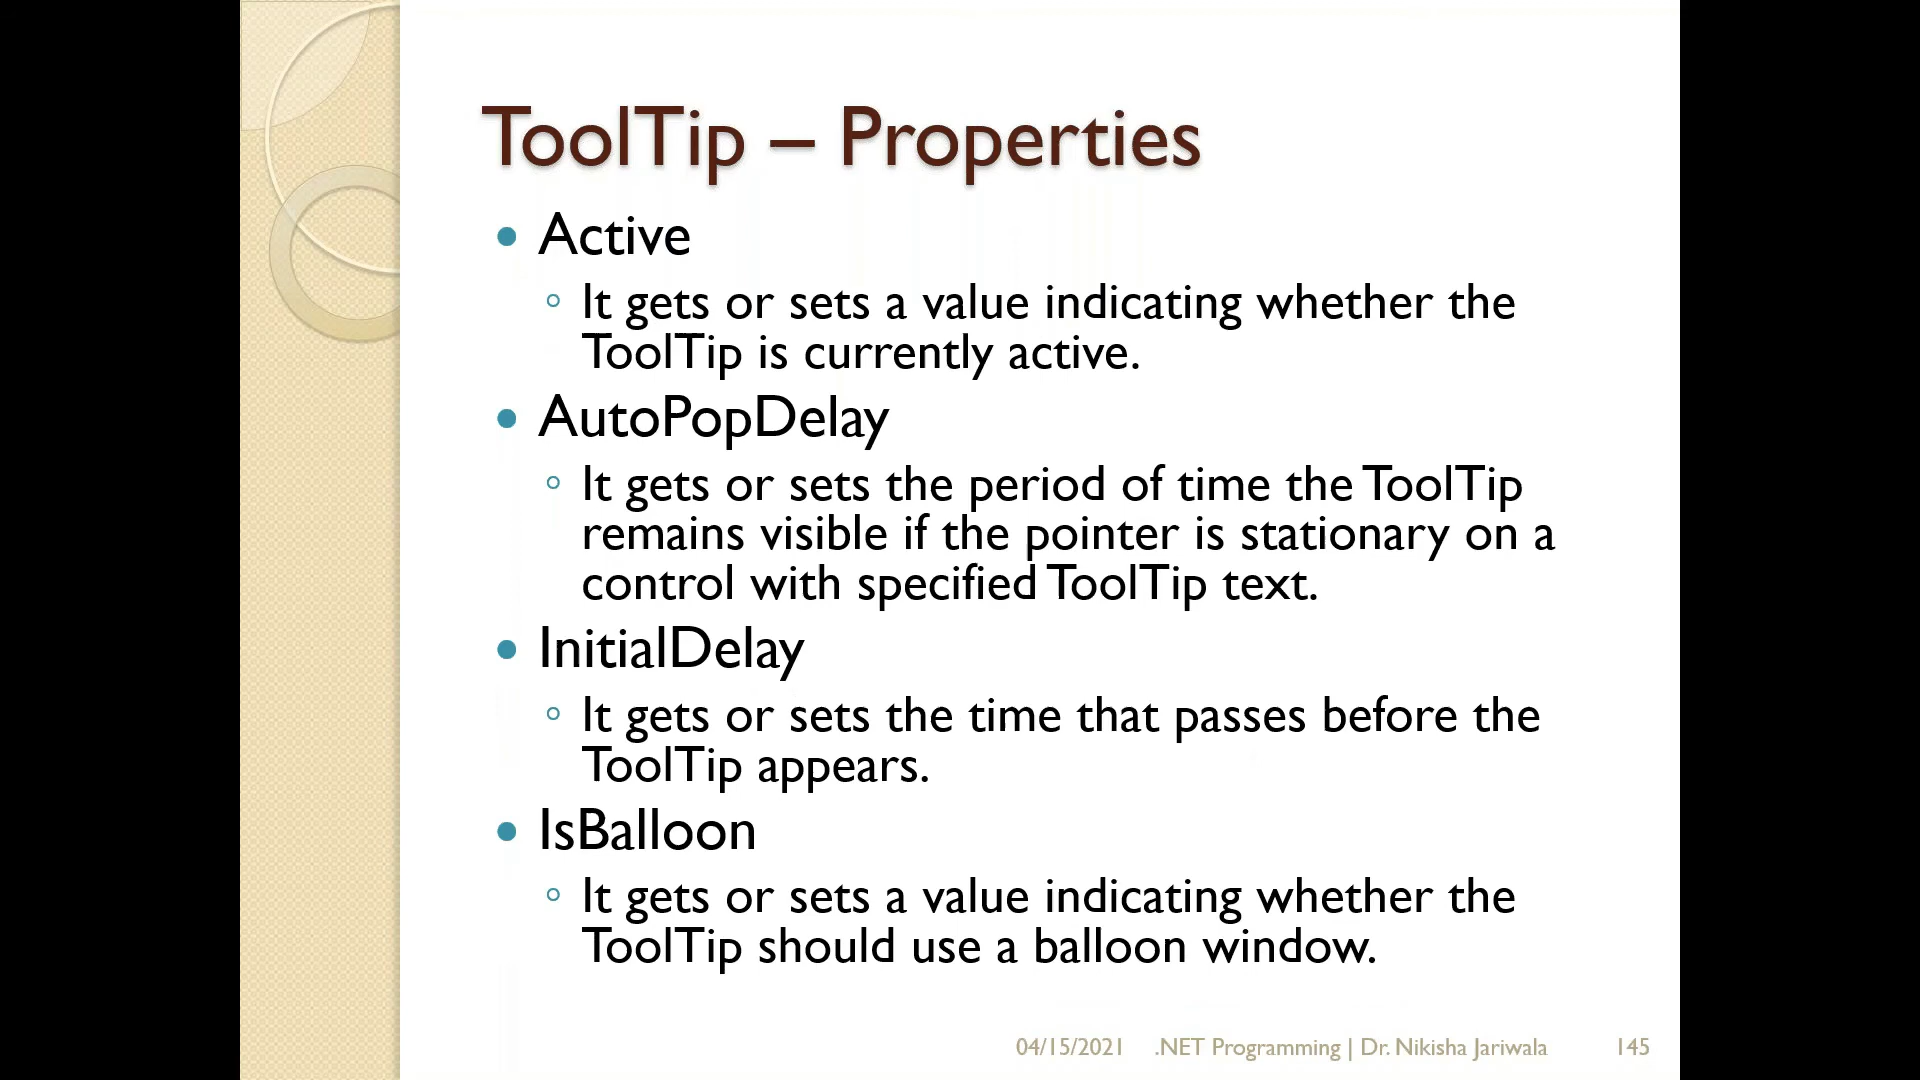 ToolTip – Properties
• Active
◦ It gets or sets a value indicating whether the
ToolTip is currently active.
• AutoPopDelay
◦ It gets or sets the period of time the ToolTip
remains visible if the pointer is stationary on a
control with specified ToolTip text.
• InitialDelay
◦ It gets or sets the time that passes before the
ToolTip appears.
• IsBalloon
◦ It gets or sets a value indicating whether the
ToolTip should use a balloon window.
04/15/2021 .NET Programming | Dr. Nikisha Jariwala 145